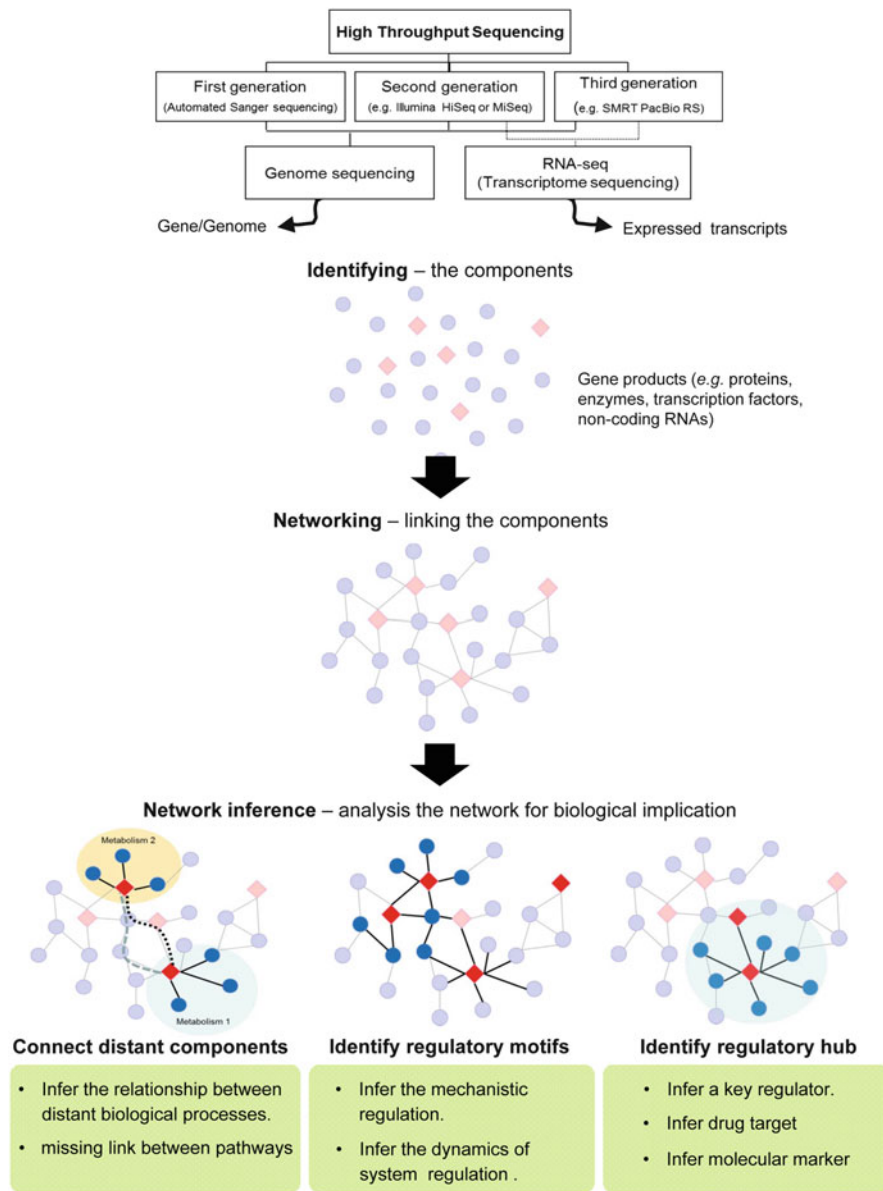 High Throughput Sequencing
First generation
(Automated Sanger sequencing)
Second generation
(e.g. Illumina HiSeq or MiSeq)
Third generation
(e.g. SMRT PacBio RS)
Genome sequencing
RNA-seq
(Transcriptome sequencing)
Gene/Genome
Expressed transcripts
Identifying – the components
Gene products (e.g. proteins,
enzymes, transcription factors,
non-coding RNAs)
Networking – linking the components
Network inference – analysis the network for biological implication
Metabolism 2
Metabolism 1
Connect distant components
• Infer the relationship between
distant biological processes.
• missing link between pathways
Identify regulatory motifs
• Infer the mechanistic
regulation.
• Infer the dynamics of
system regulation .
Identify regulatory hub
• Infer a key regulator.
• Infer drug target
• Infer molecular marker